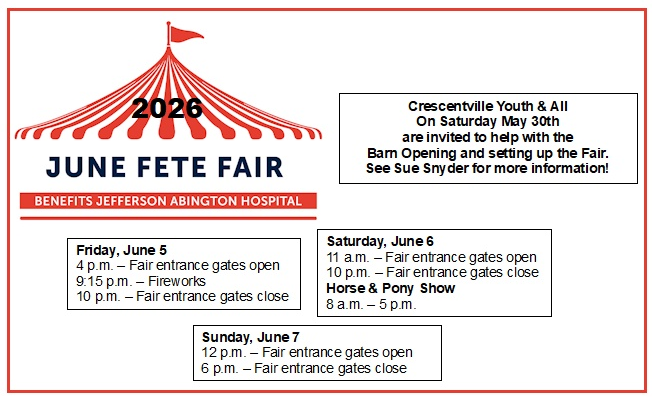 2026
JUNE FETE FAIR
BENEFITS JEFFERSON ABINGTON HOSPITAL
Crescentville Youth & All
On Saturday May 30th
are invited to help with the
Barn Opening and setting up the Fair.
See Sue Snyder for more information!
Friday, June 5
4 p.m. – Fair entrance gates open
9:15 p.m. – Fireworks
10 p.m. – Fair entrance gates close
Saturday, June 6
11 a.m. – Fair entrance gates open
10 p.m. – Fair entrance gates close
Horse & Pony Show
8 a.m. – 5 p.m.
Sunday, June 7
12 p.m. – Fair entrance gates open
6 p.m. – Fair entrance gates close